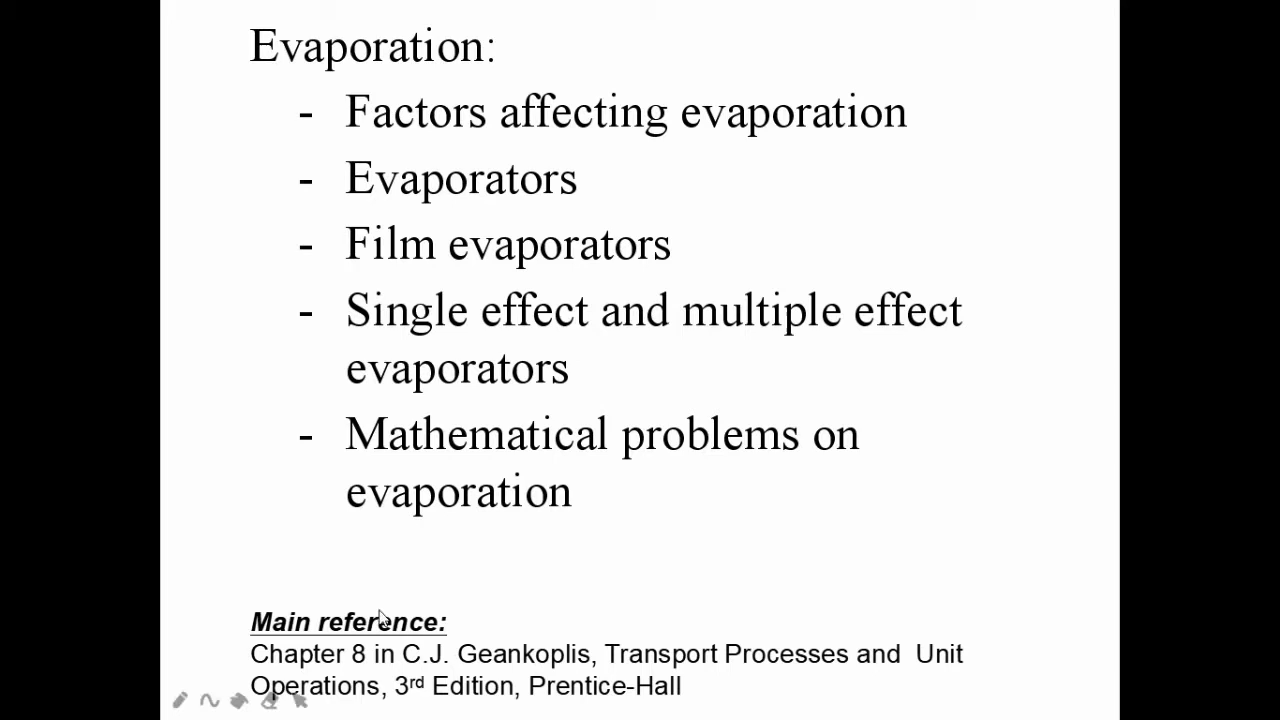 Evaporation:
- Factors affecting evaporation
- Evaporators
- Film evaporators
- Single effect and multiple effect
evaporators
- Mathematical problems on
evaporation
Main reference:
Chapter 8 in C.J. Geankoplis, Transport Processes and Unit
Operations, 3rd Edition, Prentice-Hall